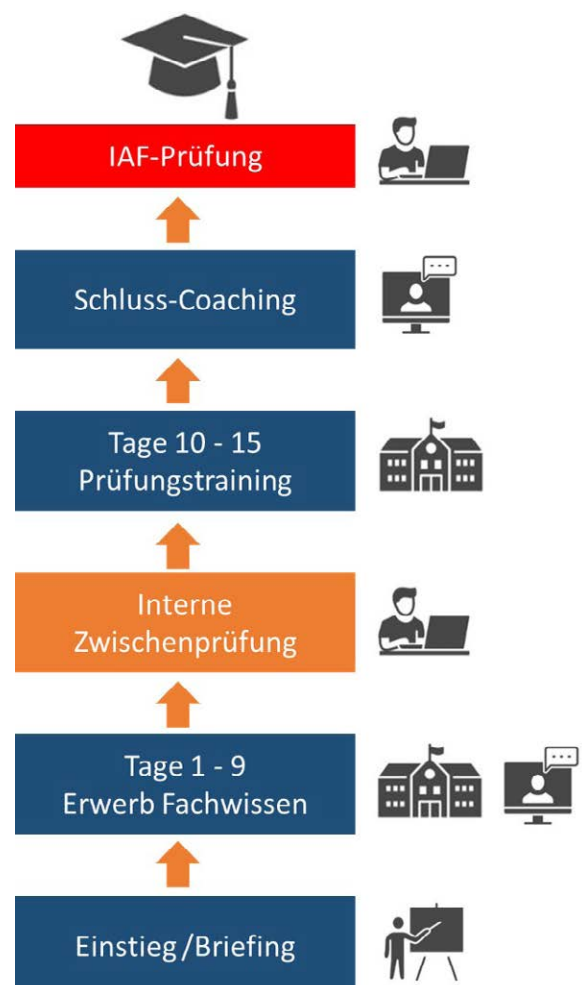 IAF-Prüfung
Schluss-Coaching
Tage 10 - 15
Prüfungstraining
Interne
Zwischenprüfung
Tage 1 - 9
Erwerb Fachwissen
Einstieg/Briefing